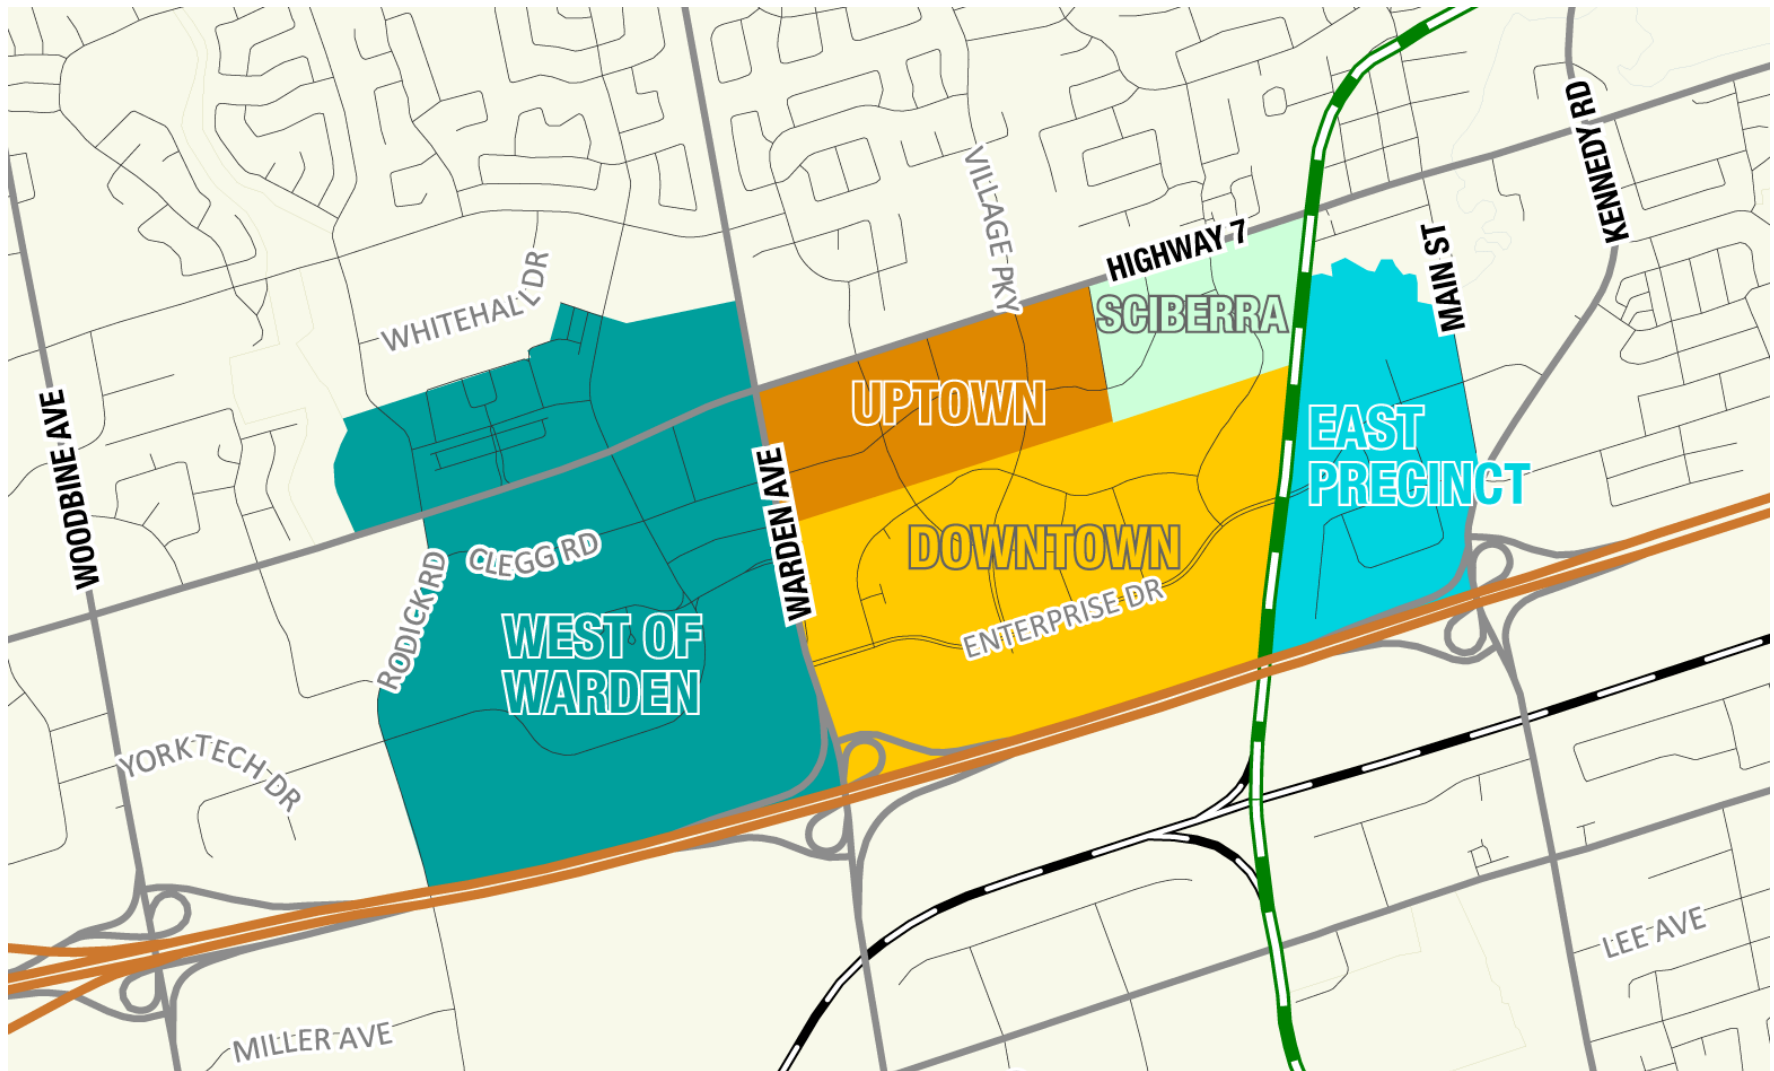 VILLAGE PKY
KENNEDY RD
HIGHWAY 7
MAIN ST
WHITEHALL DR
SCIBERRA
UPTOWN
EAST
PRECINCT
WOODBINE AVE
WARDEN AVE
CLEGG RD
DOWNTOWN
RODICK RD
ENTERPRISE DR
WEST OF
WARDEN
YORKTECH DR
LEE AVE
MILLER AVE